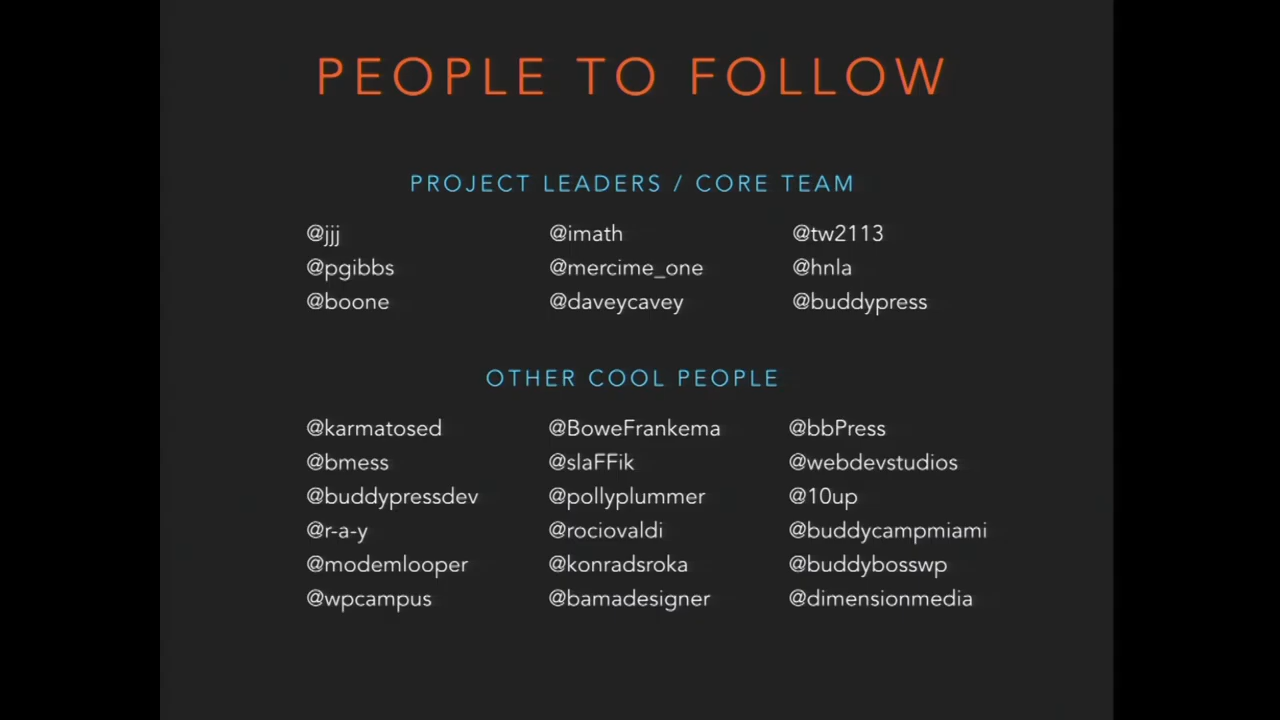 PEOPLE TO FOLLOW
PROJECT LEADERS / CORE TEAM
@jjj @imath @tw2113
@pgibbs @mercime_one @hnla
@boone @daveycavey @buddypress
OTHER COOL PEOPLE
@karmatosed @BoweFrankema @bbPress
@bmess @slaFFik @webdevstudios
@buddypressdev @pollyplummer @10up
@r-a-y @rociovaldi @buddycampmiami
@modemlooper @konradsroka @buddybosswp
@wpcampus @bamadesigner @dimensionmedia